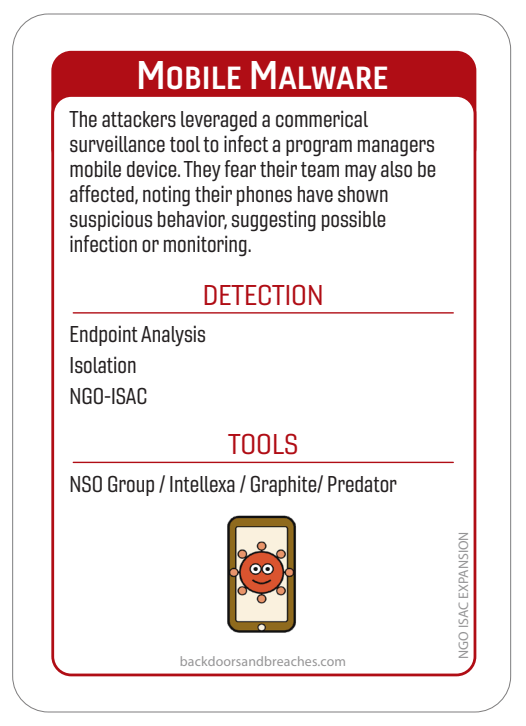 MOBILE MALWARE
The attackers leveraged a commerical
surveillance tool to infect a program managers
mobile device. They fear their team may also be
affected, noting their phones have shown
suspicious behavior, suggesting possible
infection or monitoring.
DETECTION
Endpoint Analysis
Isolation
NGO-ISAC
TOOLS
NSO Group / Intellexa / Graphite/ Predator
NGO ISAC EXPANSION
backdoorsandbreaches.com